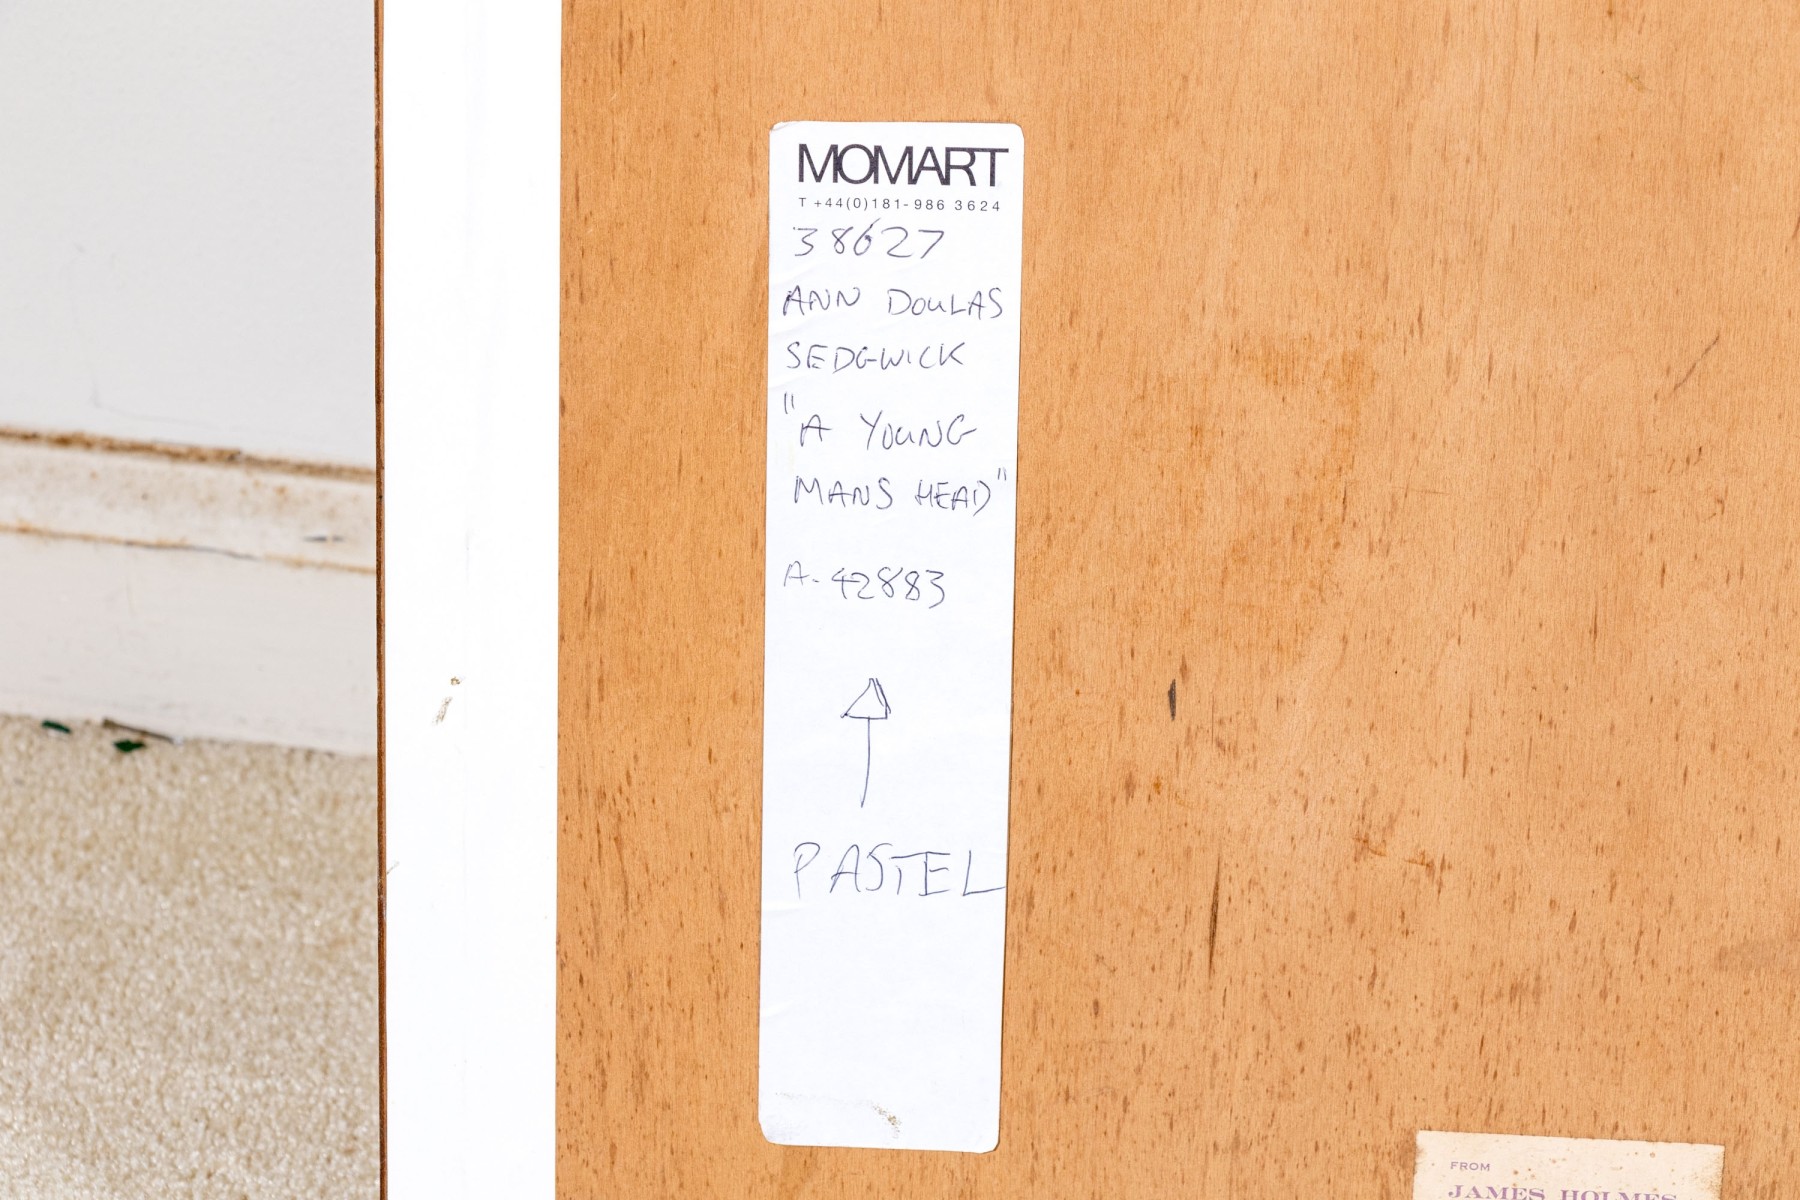 MOMART
T +44(0)181-986 3624
38627
ANN DOULAS
SEDGWICK
"A YOUNG
MANS HEAD"
A-42883
PASTEL
FROM
JAMES HOLMES